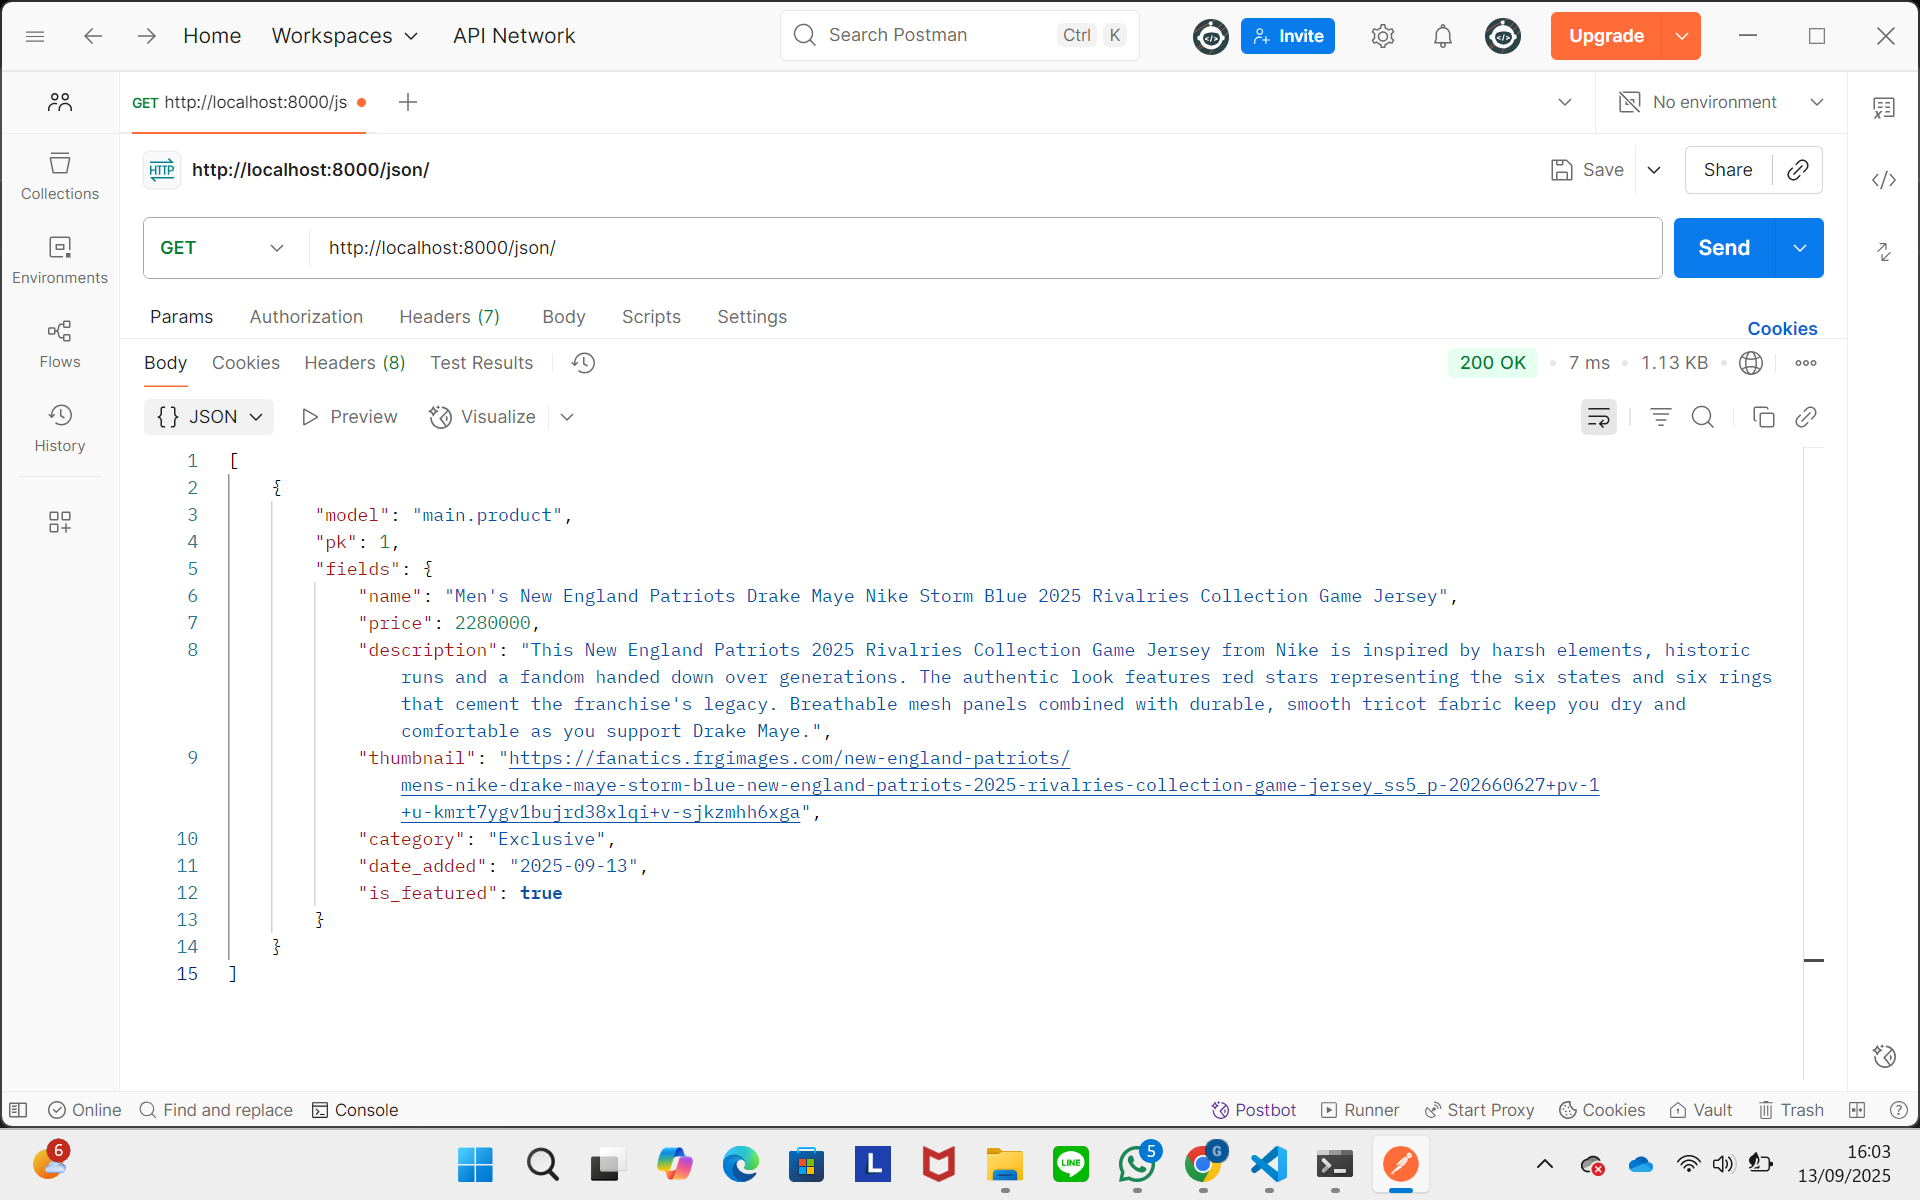 Home
Workspaces
API Network
Search Postman
Ctrl
K
Invite
Upgrade
GET http://localhost:8000/js
No environment
HTTP
http://localhost:8000/json/
Save
Share
Collections
Environments
Flows
History
GET
http://localhost:8000/json/
Send
Params
Authorization
Headers (7)
Body
Scripts
Settings
Cookies
Body
Cookies
Headers (8)
Test Results
200 OK
7 ms
1.13 KB
{} JSON
Preview
Visualize
1 [
2 {
3 "model": "main.product",
4 "pk": 1,
5 "fields": {
6 "name": "Men's New England Patriots Drake Maye Nike Storm Blue 2025 Rivalries Collection Game Jersey",
7 "price": 2280000,
8 "description": "This New England Patriots 2025 Rivalries Collection Game Jersey from Nike is inspired by harsh elements, historic
runs and a fandom handed down over generations. The authentic look features red stars representing the six states and six rings
that cement the franchise's legacy. Breathable mesh panels combined with durable, smooth tricot fabric keep you dry and
comfortable as you support Drake Maye.",
9 "thumbnail": "https://fanatics.frgimages.com/new-england-patriots/
mens-nike-drake-maye-storm-blue-new-england-patriots-2025-rivalries-collection-game-jersey_ss5_p-202660627+pv-1
+u-kmrt7ygv1bujrd38xlqi+v-sjkzmhh6xga",
10 "category": "Exclusive",
11 "date_added": "2025-09-13",
12 "is_featured": true
13 }
14 }
15 ]
Online
Find and replace
Console
Postbot
Runner
Start Proxy
Cookies
Vault
Trash
6
L
LINE
5
G
16:03
13/09/2025